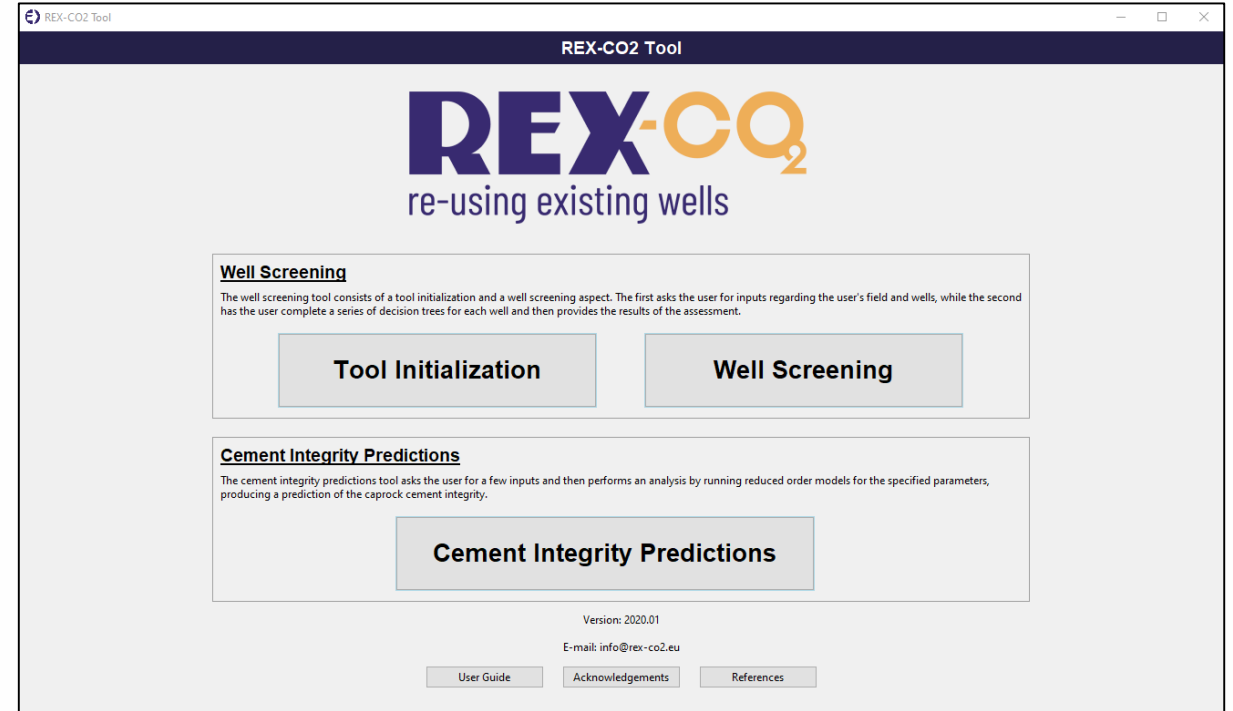 REX-CO2 Tool
REX-CO2 Tool
REX-CO2
re-using existing wells
Well Screening
The well screening tool consists of a tool initialization and a well screening aspect. The first asks the user for inputs regarding the user's field and wells, while the second
has the user complete a series of decision trees for each well and then provides the results of the assessment.
Tool Initialization
Well Screening
Cement Integrity Predictions
The cement integrity predictions tool asks the user for a few inputs and then performs an analysis by running reduced order models for the specified parameters,
producing a prediction of the caprock cement integrity.
Cement Integrity Predictions
Version: 2020.01
E-mail: info@rex-co2.eu
User Guide
Acknowledgements
References